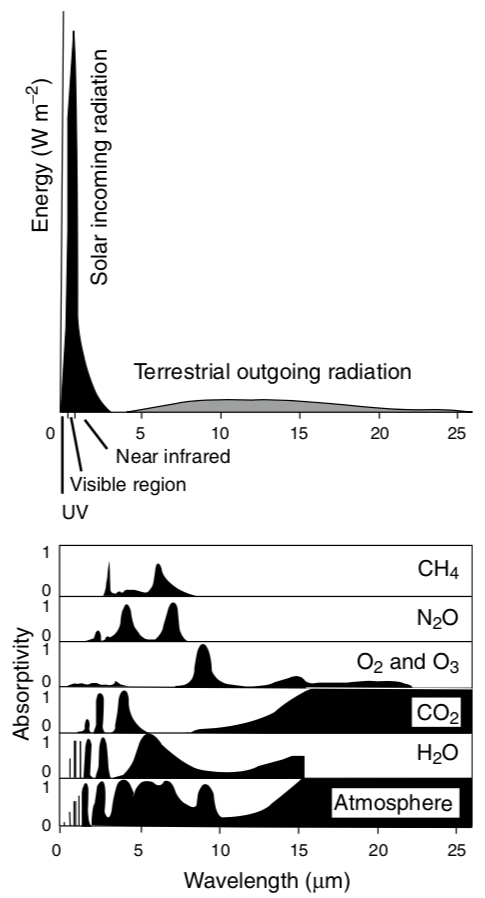 Energy (W m⁻²)
Solar incoming radiation
Terrestrial outgoing radiation
0 5 10 15 20 25
Near infrared
Visible region
UV
Absorptivity
1
0
CH₄
1
0
N₂O
1
0
O₂ and O₃
1
0
CO₂
1
0
H₂O
1
0
Atmosphere
0 5 10 15 20 25
Wavelength (μm)